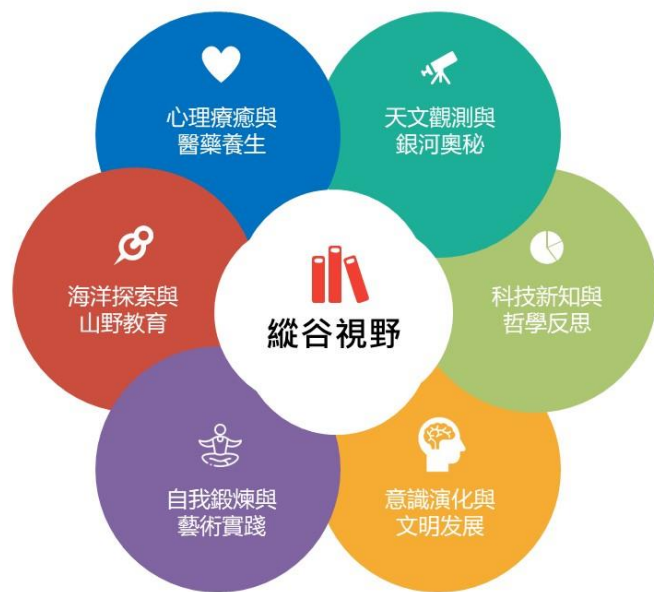 心理療癒與
醫藥養生
天文觀測與
銀河奧秘
海洋探索與
山野教育
縱谷視野
科技新知與
哲學反思
自我鍛煉與
藝術實踐
意識演化與
文明发展